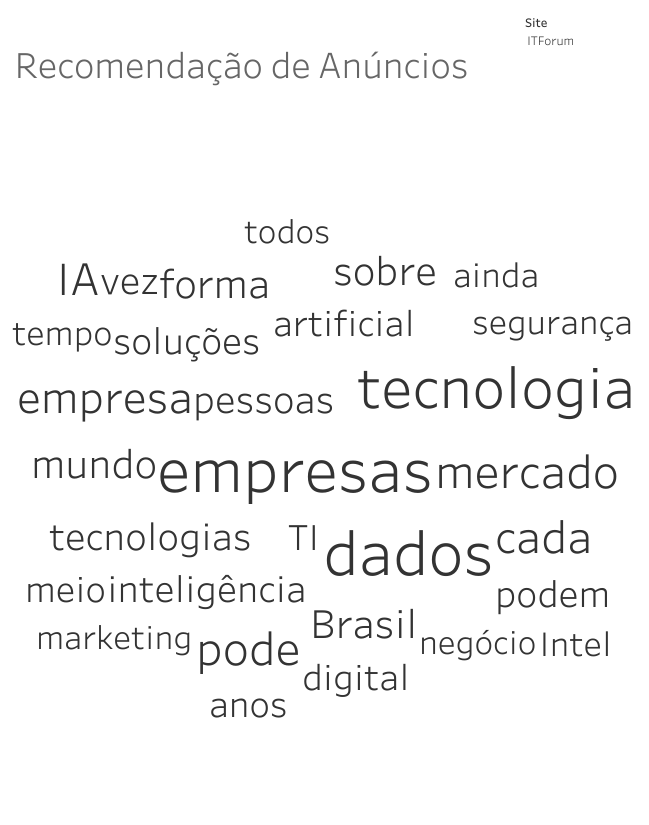 Site
ITForum
Recomendação de Anúncios
todos
IA vez forma sobre ainda
tempo soluções artificial segurança
empresa pessoas tecnologia
mundo empresas mercado
tecnologias TI dados cada
meio inteligência podem
marketing pode Brasil negócio Intel
digital
anos